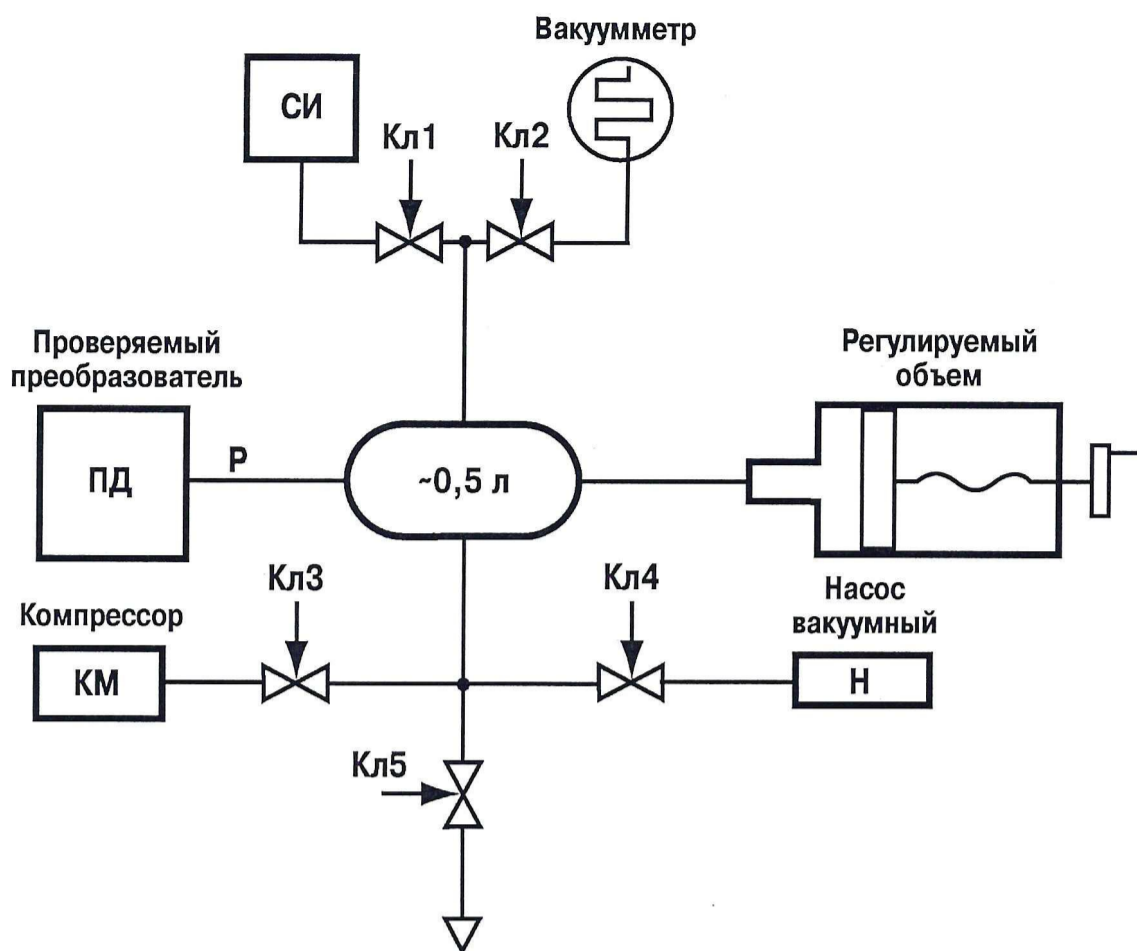 Вакуумметр
СИ
Кл1
Кл2
Проверяемый
преобразователь
Регулируемый
объем
ПД
Р
~0,5 л
Кл3
Кл4
Компрессор
Насос
вакуумный
КМ
Н
Кл5